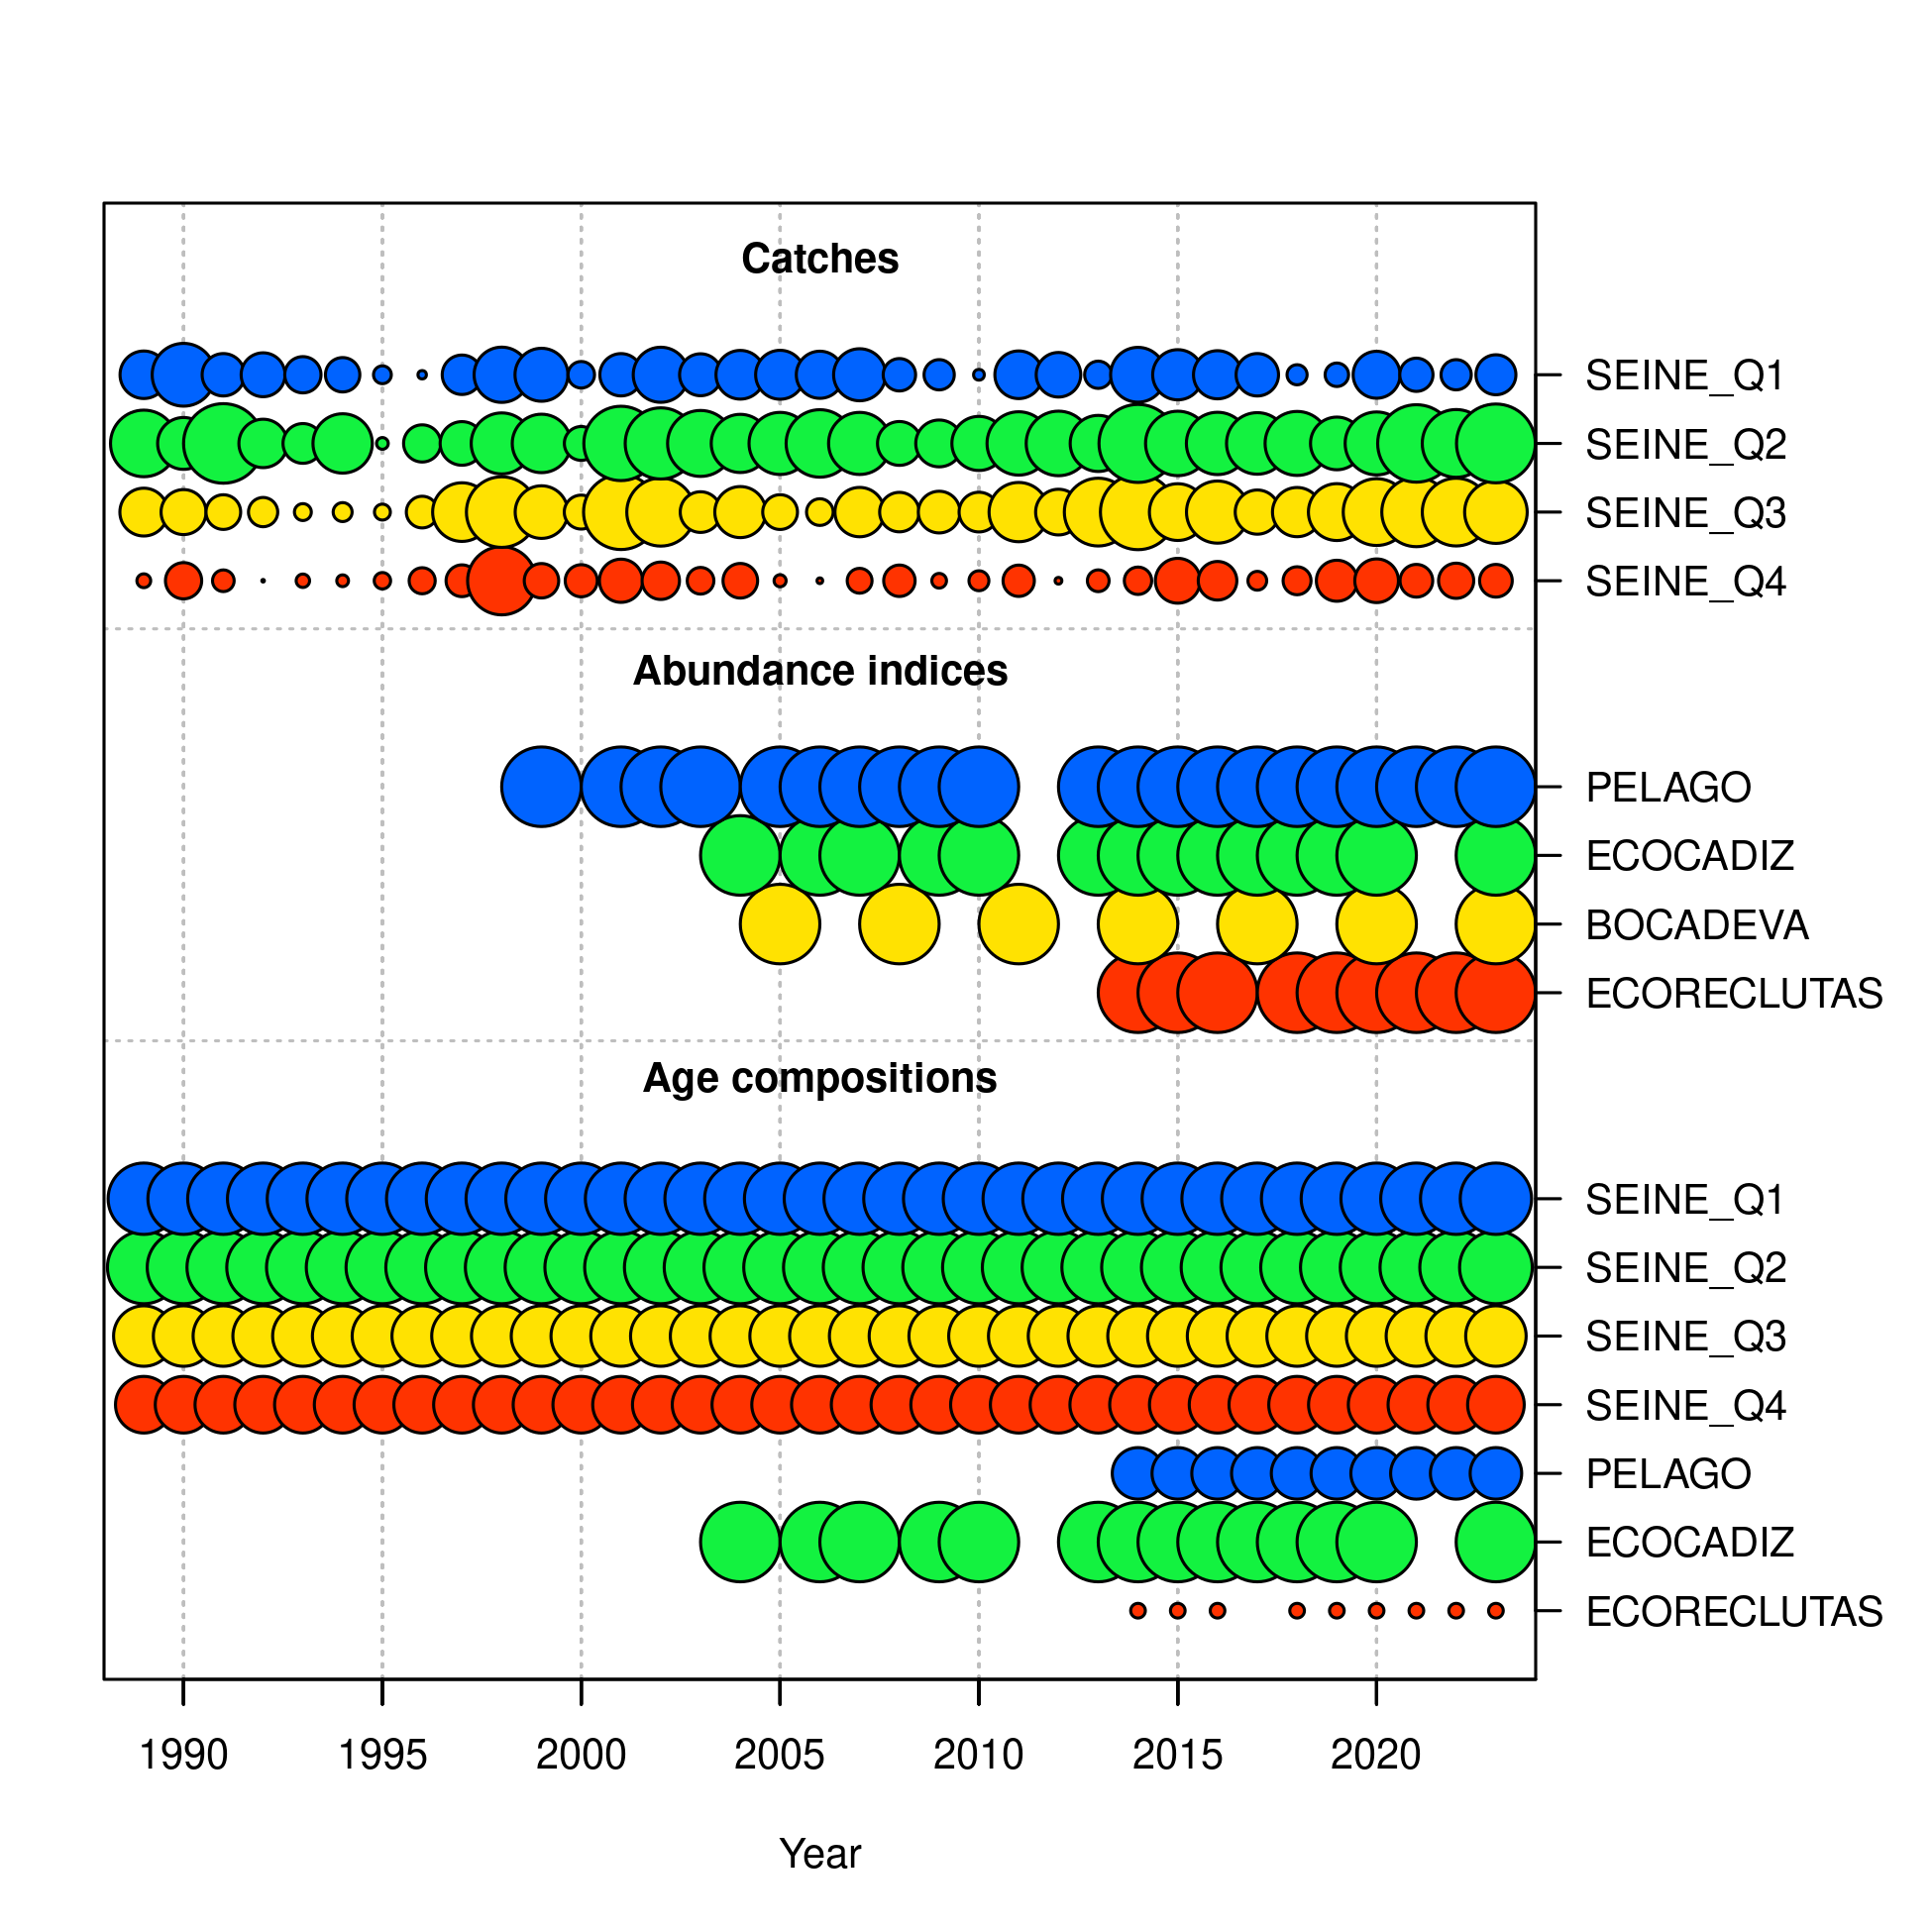 Catches
SEINE_Q1
SEINE_Q2
SEINE_Q3
SEINE_Q4
Abundance indices
PELAGO
ECOCADIZ
BOCADEVA
ECORECLUTAS
Age compositions
SEINE_Q1
SEINE_Q2
SEINE_Q3
SEINE_Q4
PELAGO
ECOCADIZ
ECORECLUTAS
1990 1995 2000 2005 2010 2015 2020
Year